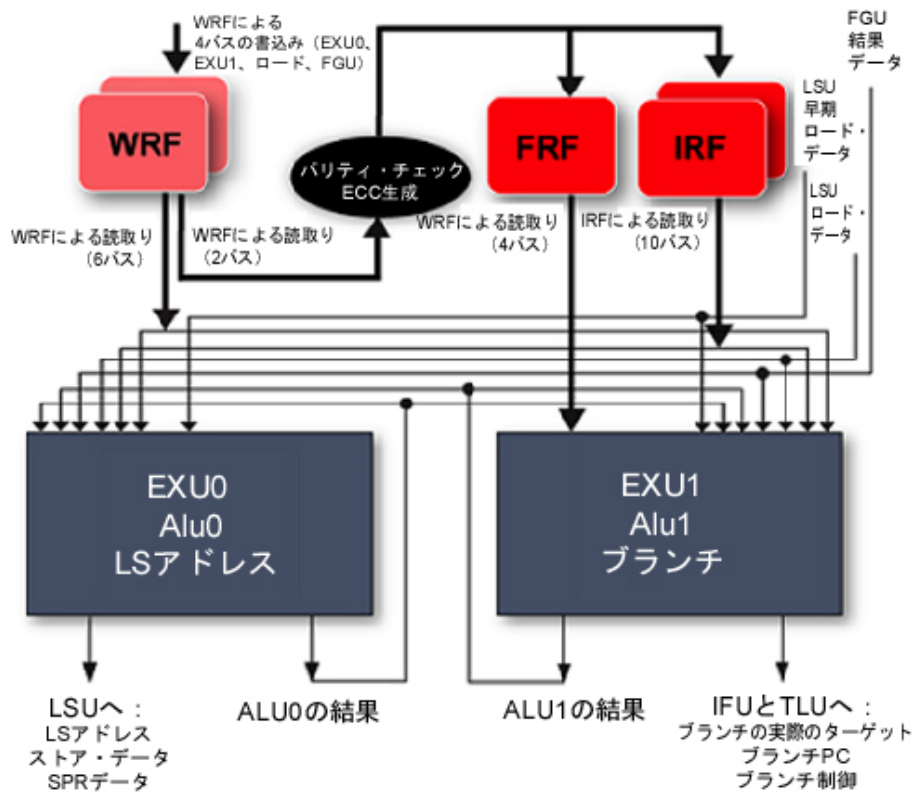 WRFによる
4バスの書込み（EXU0、
EXU1、ロード、FGU）
FGU
結果
データ
LSU
早期
ロード・
データ
WRF
パリティ・チェック
ECC生成
FRF
IRF
LSU
ロード・
データ
WRFによる読取り
(6バス)
WRFによる読取り
(2バス)
WRFによる読取り
(4バス)
IRFによる読取り
(10バス)
EXU0
Alu0
LSアドレス
EXU1
Alu1
ブランチ
LSUへ：
LSアドレス
ストア・データ
SPRデータ
ALU0の結果
ALU1の結果
IFUとTLUへ：
ブランチの実際のターゲット
ブランチPC
ブランチ制御